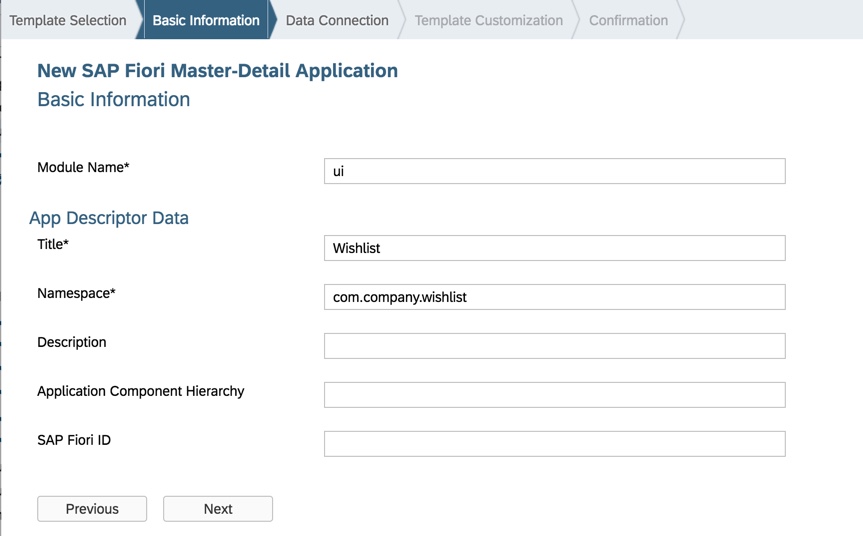 Template Selection Basic Information Data Connection Template Customization Confirmation
New SAP Fiori Master-Detail Application
Basic Information
Module Name* ui
App Descriptor Data
Title* Wishlist
Namespace* com.company.wishlist
Description
Application Component Hierarchy
SAP Fiori ID
Previous Next